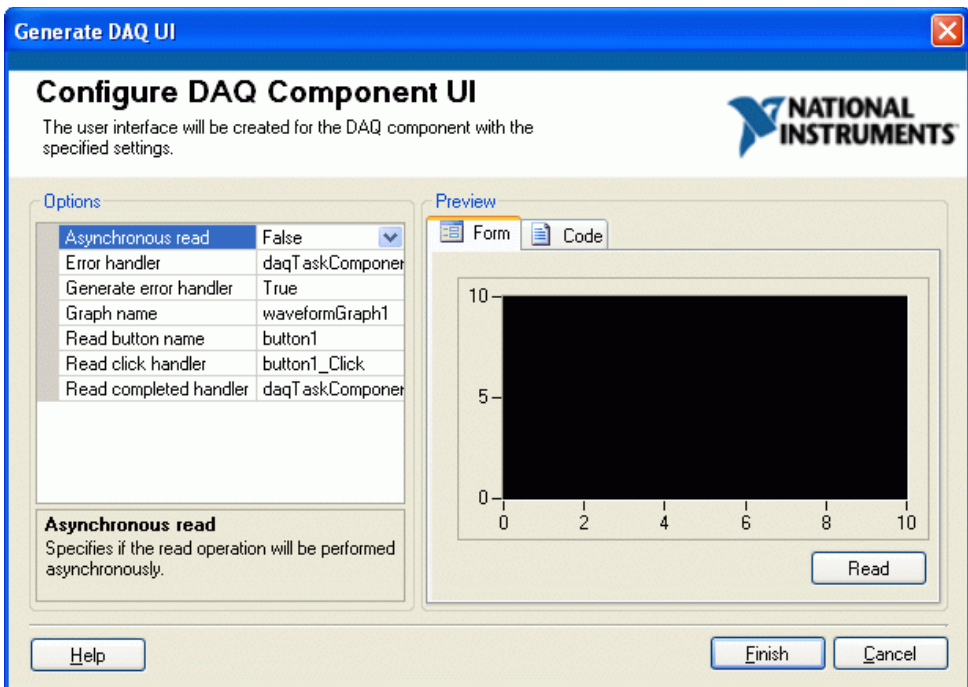 Generate DAQ UI
Configure DAQ Component UI
The user interface will be created for the DAQ component with the
specified settings.
NATIONAL
INSTRUMENTS
Options
Asynchronous read False
Error handler daqTaskComponer
Generate error handler True
Graph name waveformGraph1
Read button name button1
Read click handler button1_Click
Read completed handler daqTaskComponer
Asynchronous read
Specifies if the read operation will be performed
asynchronously.
Preview
Form Code
10
5
0
0 2 4 6 8 10
Read
Help
Finish Cancel